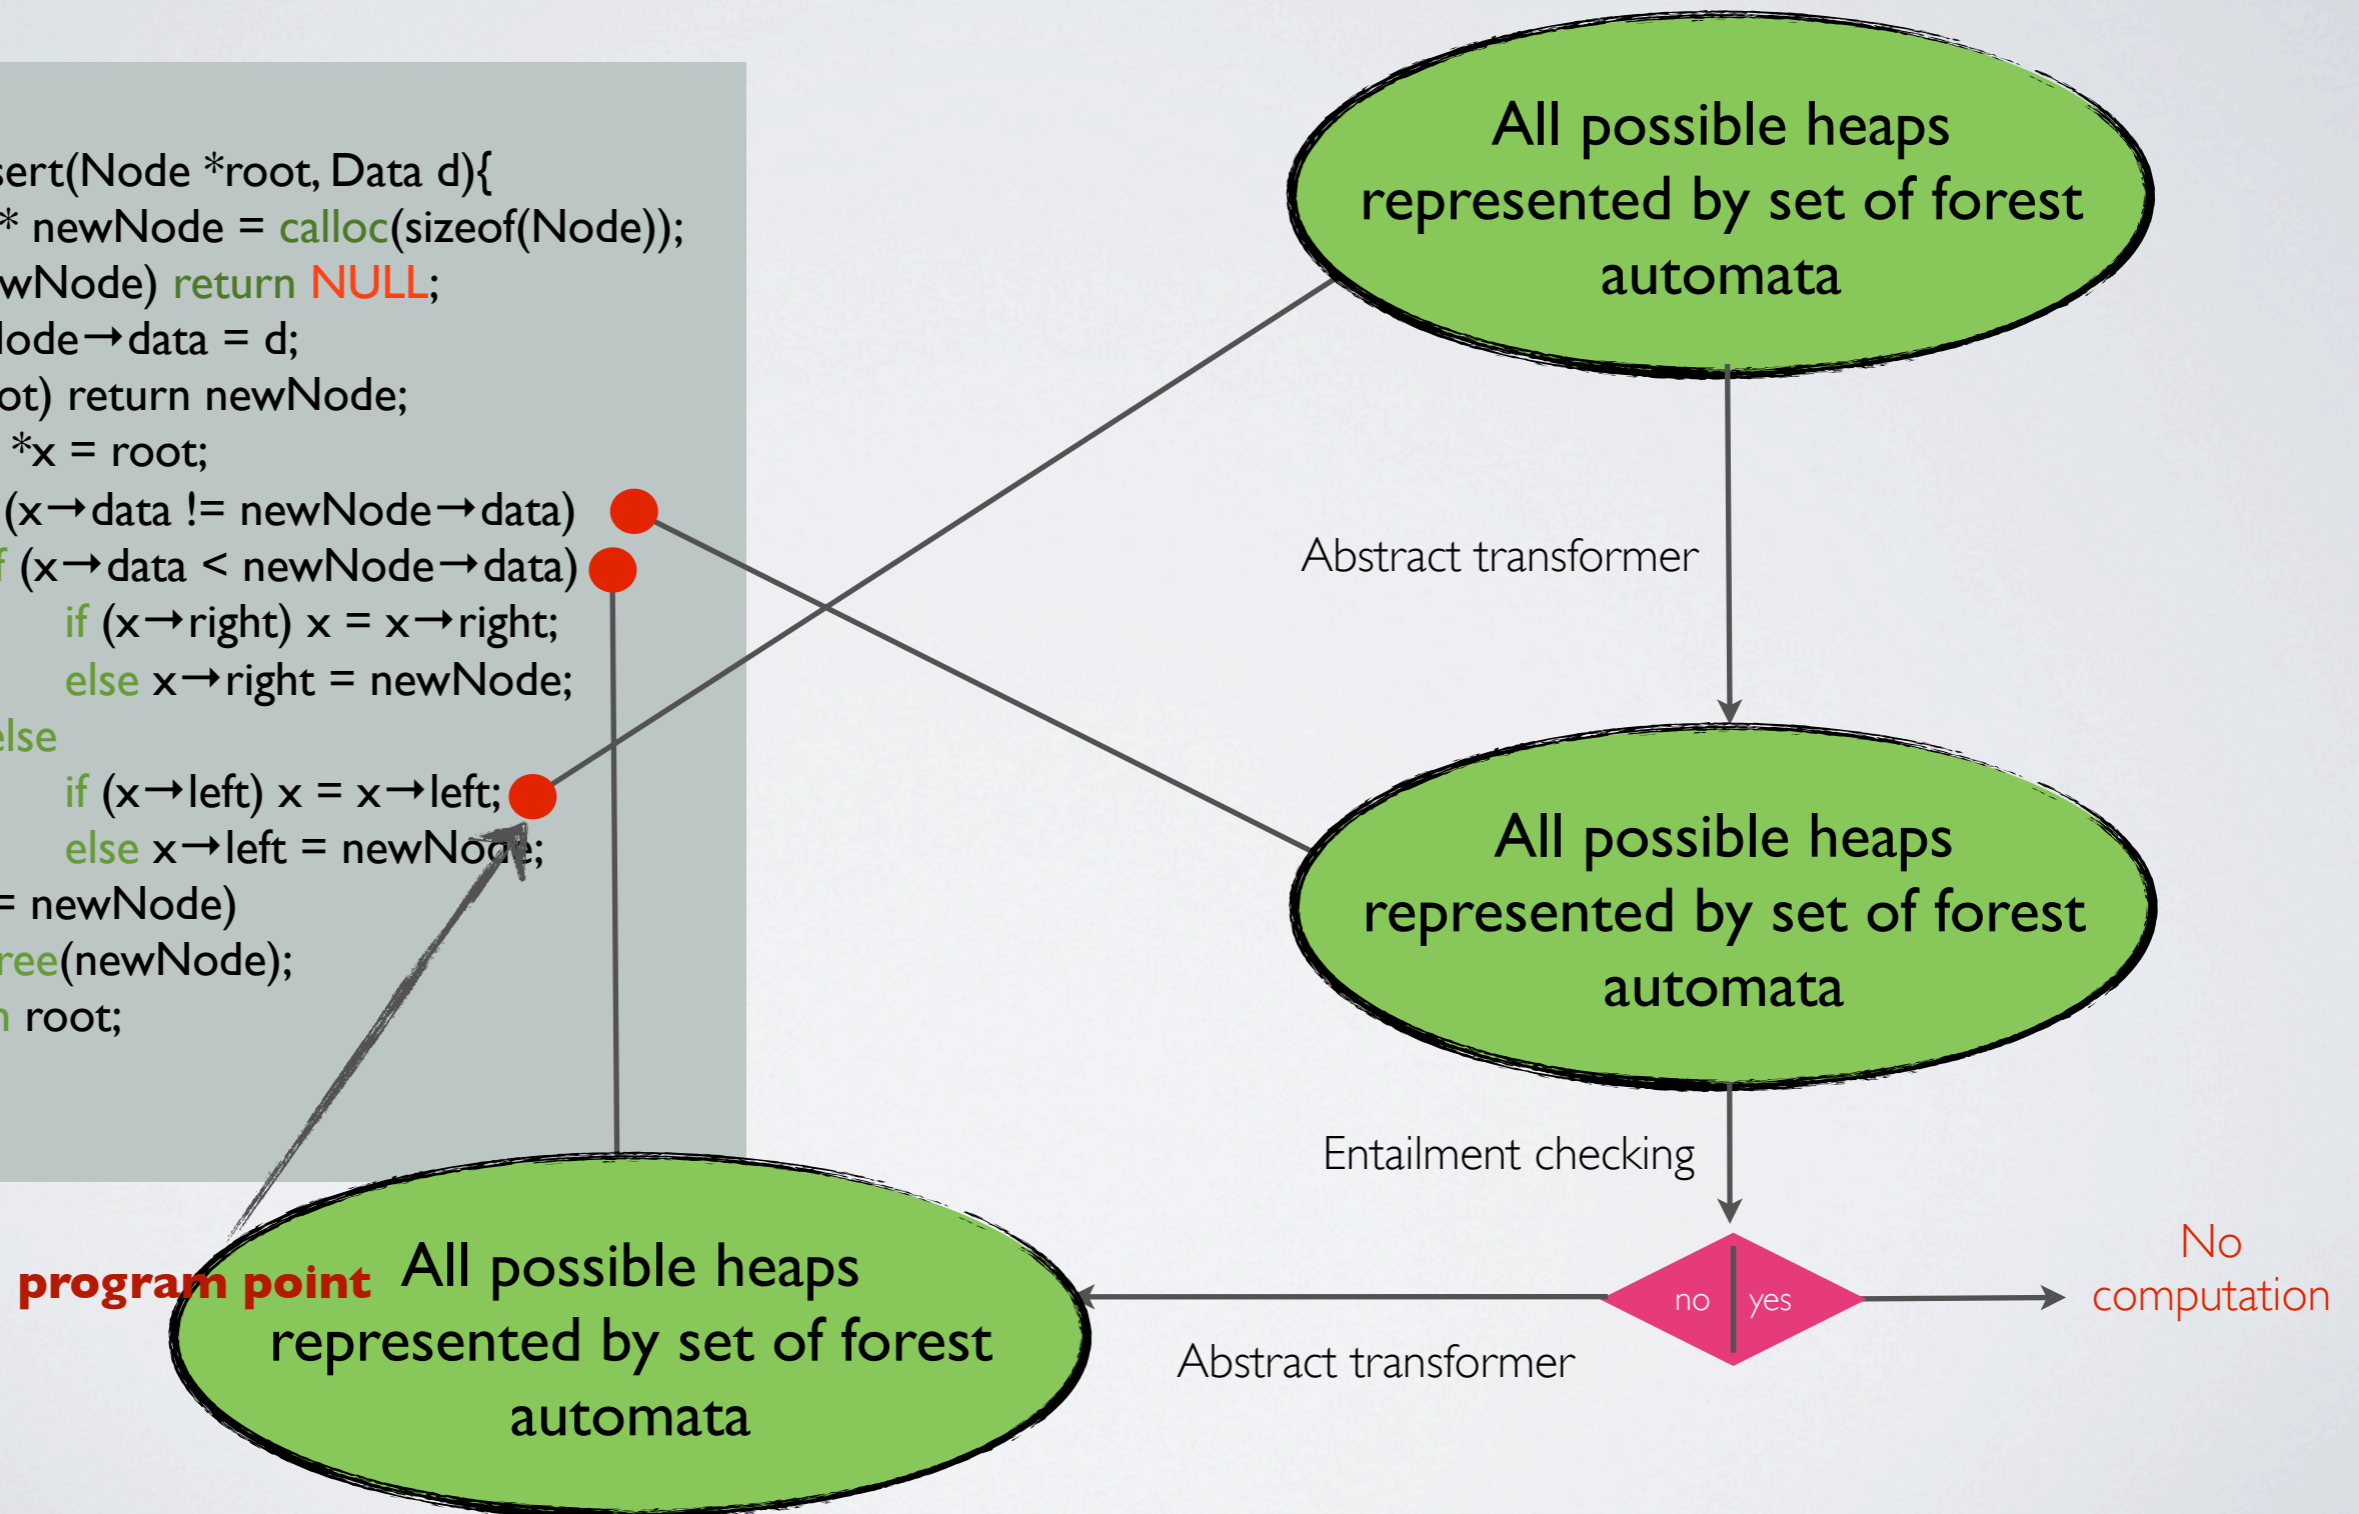 sert(Node *root, Data d){
* newNode = calloc(sizeof(Node));
wNode) return NULL;
lode→data = d;
ot) return newNode;
*x = root;
(x→data != newNode→data)
f (x→data < newNode→data)
if (x→right) x = x→right;
else x→right = newNode;
else
if (x→left) x = x→left;
else x→left = newNode;
= newNode)
ree(newNode);
n root;
All possible heaps
represented by set of forest
automata
Abstract transformer
All possible heaps
represented by set of forest
automata
Entailment checking
no yes
No
computation
Abstract transformer
program point
All possible heaps
represented by set of forest
automata